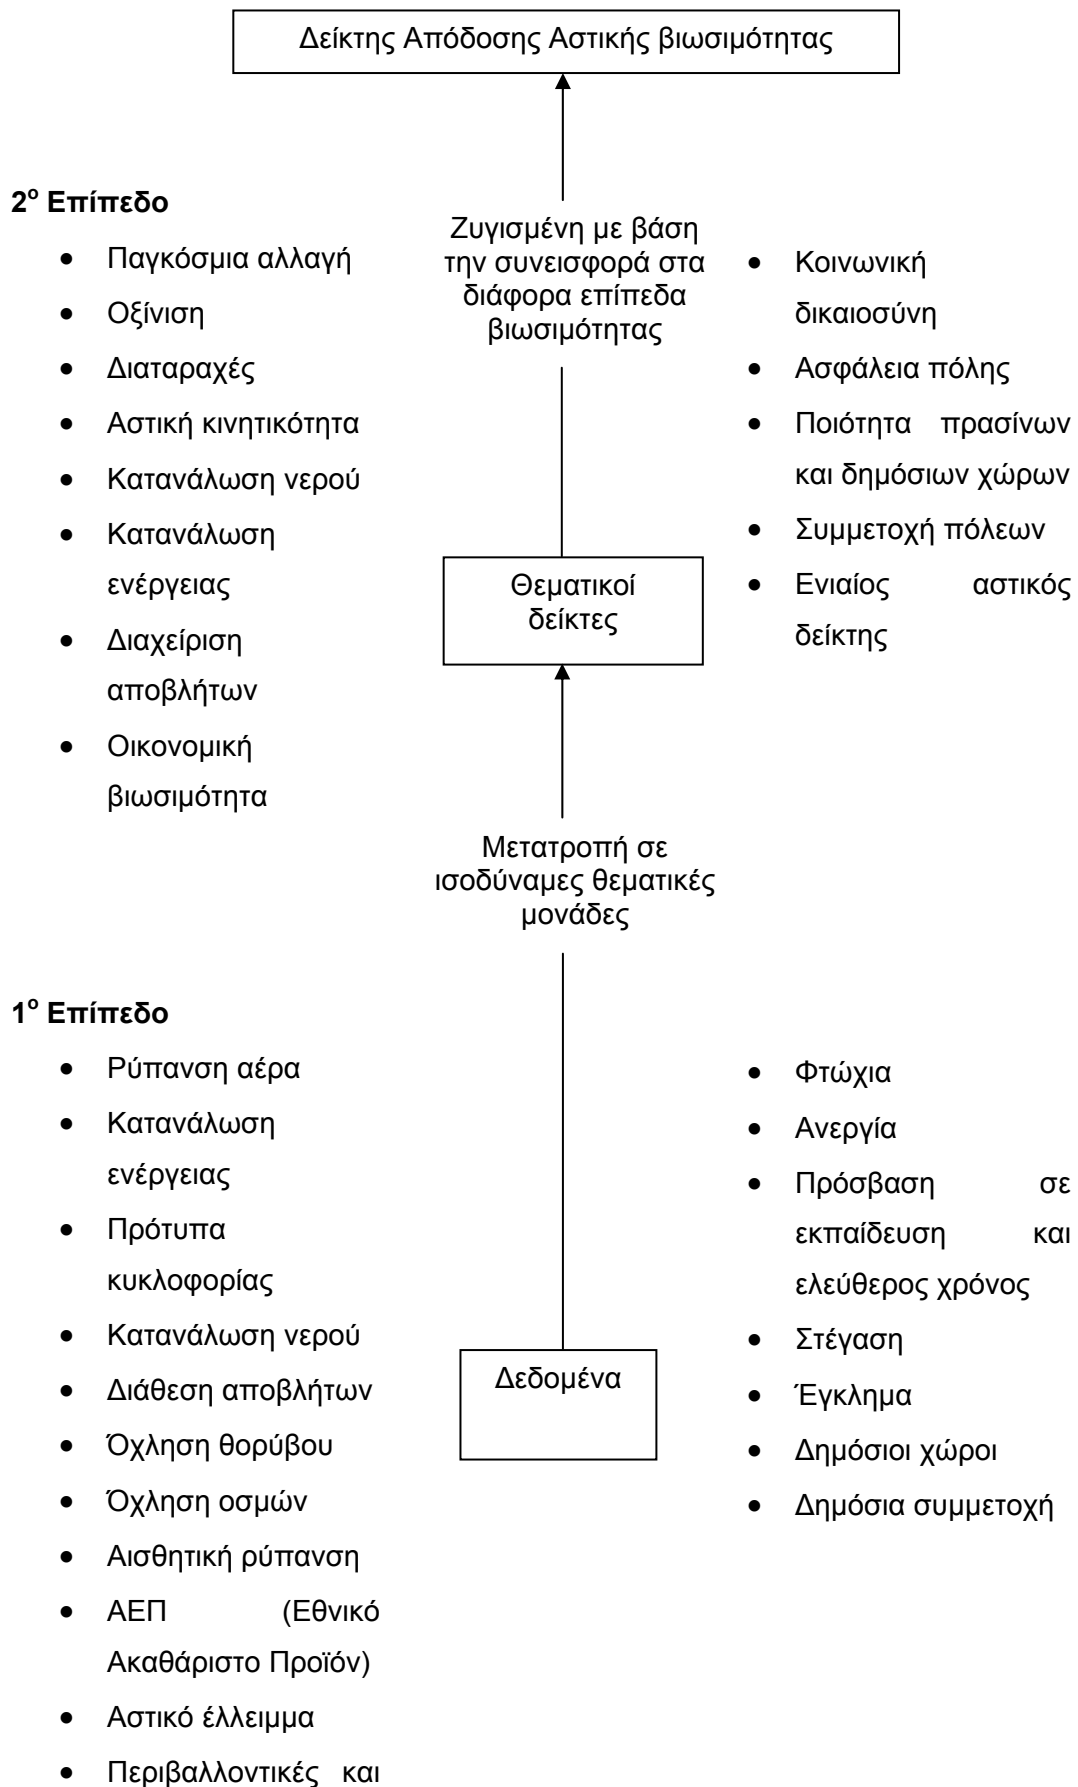 Δείκτης Απόδοσης Αστικής βιωσιμότητας
2ο Επίπεδο
• Παγκόσμια αλλαγή
• Οξίνιση
• Διαταραχές
• Αστική κινητικότητα
• Κατανάλωση νερού
• Κατανάλωση
ενέργειας
• Διαχείριση
αποβλήτων
• Οικονομική
βιωσιμότητα
Ζυγισμένη με βάση
την συνεισφορά στα
διάφορα επίπεδα
βιωσιμότητας
Θεματικοί
δείκτες
• Κοινωνική
δικαιοσύνη
• Ασφάλεια πόλης
• Ποιότητα πρασίνων
και δημόσιων χώρων
• Συμμετοχή πόλεων
• Ενιαίος αστικός
δείκτης
Μετατροπή σε
ισοδύναμες θεματικές
μονάδες
1ο Επίπεδο
• Ρύπανση αέρα
• Κατανάλωση
ενέργειας
• Πρότυπα
κυκλοφορίας
• Κατανάλωση νερού
• Διάθεση αποβλήτων
• Όχληση θορύβου
• Όχληση οσμών
• Αισθητική ρύπανση
• ΑΕΠ (Εθνικό
Ακαθάριστο Προϊόν)
• Αστικό έλλειμμα
• Περιβαλλοντικές και
Δεδομένα
• Φτώχια
• Ανεργία
• Πρόσβαση σε
εκπαίδευση και
ελεύθερος χρόνος
• Στέγαση
• Έγκλημα
• Δημόσιοι χώροι
• Δημόσια συμμετοχή